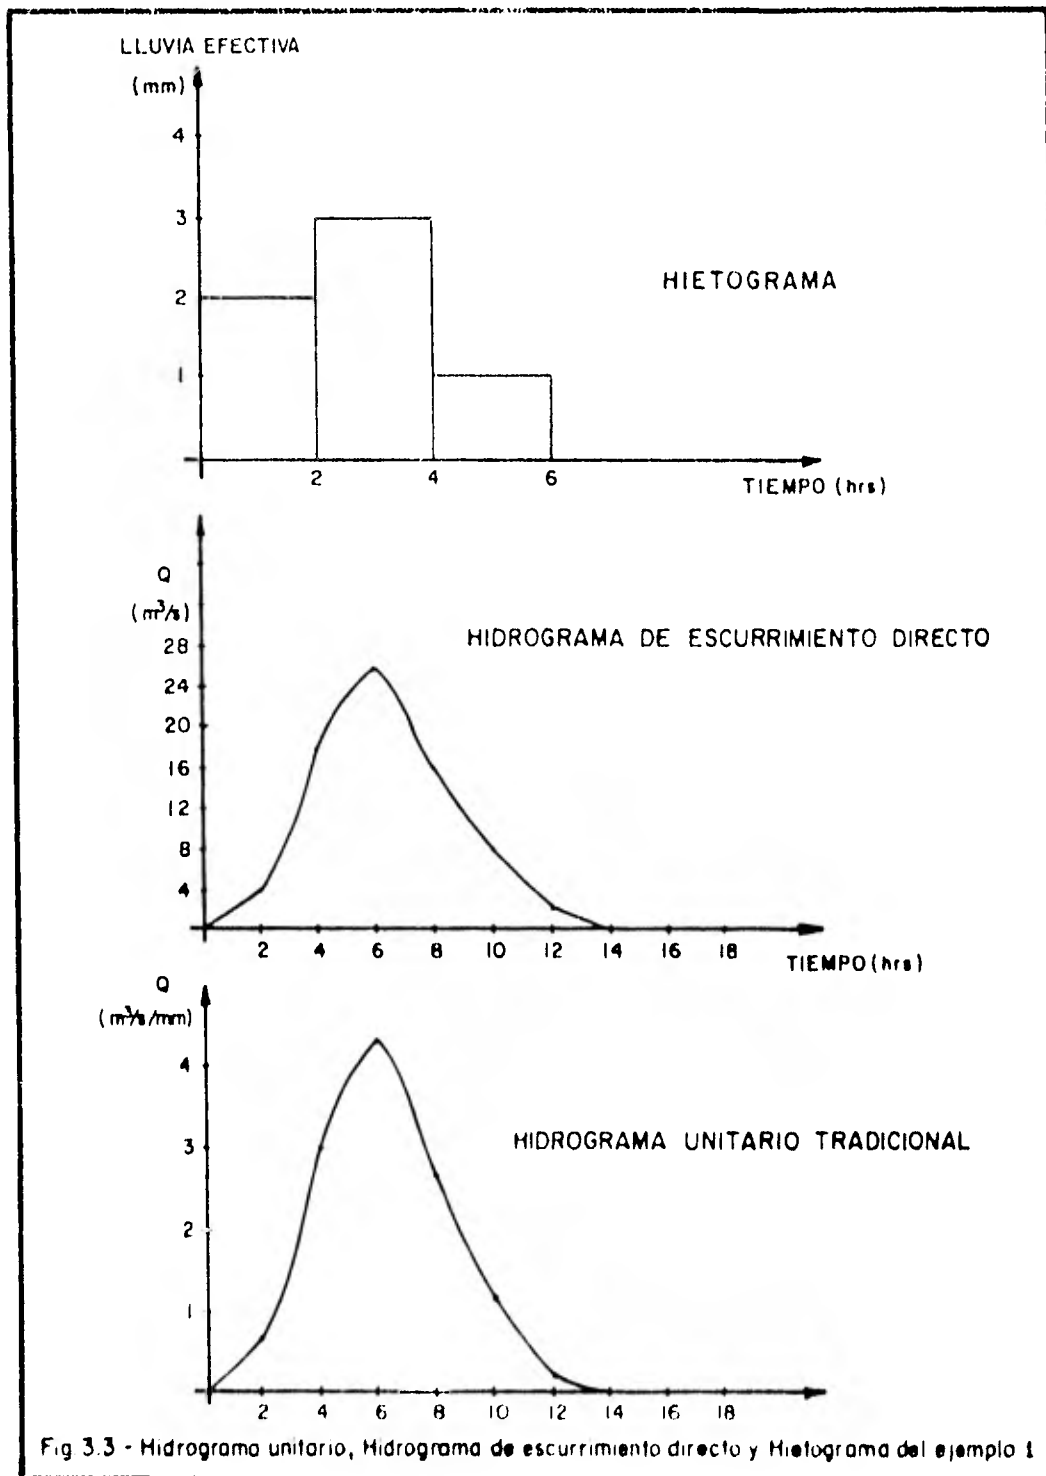 LLUVIA EFECTIVA
(mm)
4
3
2
1
HIETOGRAMA
2 4 6
TIEMPO (hrs)
Q
(m³/s)
28
24
20
16
12
8
4
HIDROGRAMA DE ESCURRIMIENTO DIRECTO
2 4 6 8 10 12 14 16 18
TIEMPO (hrs)
Q
(m³/s/mm)
4
3
2
1
HIDROGRAMA UNITARIO TRADICIONAL
2 4 6 8 10 12 14 16 18
Fig 3.3 - Hidrograma unitario, Hidrograma de escurrimiento directo y Hietograma del ejemplo 1